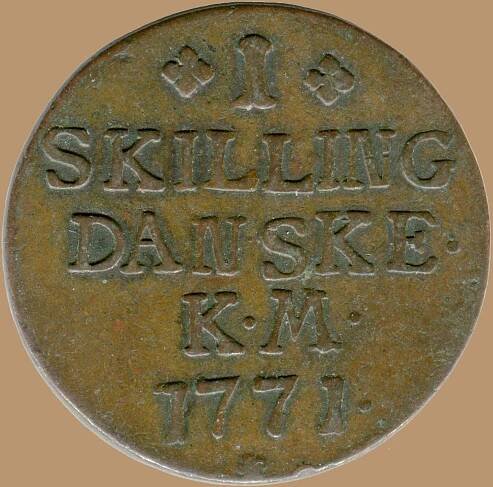 1
SKILLING
DANSKE.
K.M.
1771.